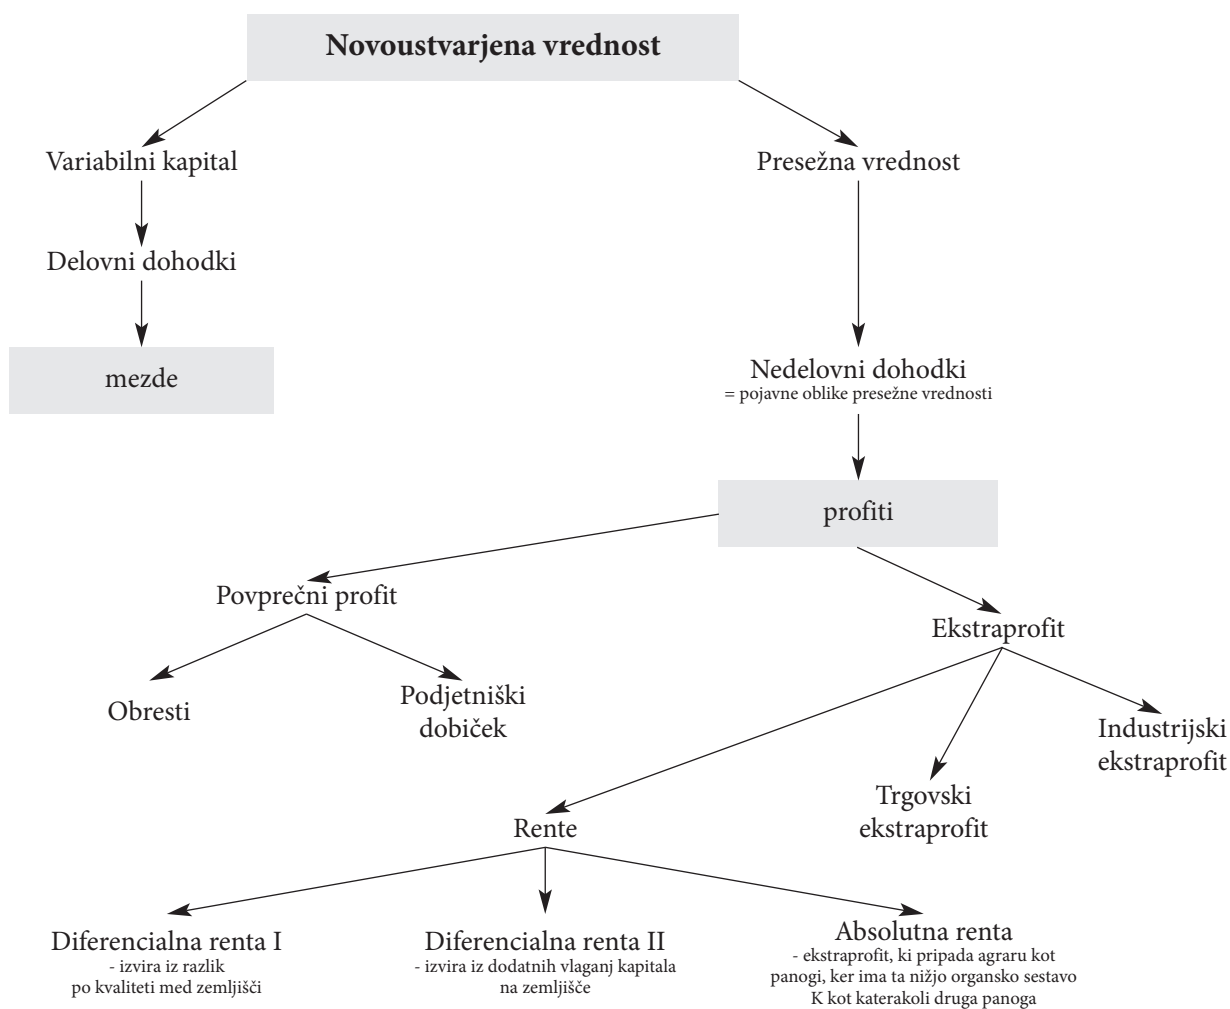 Novoustvarjena vrednost
Variabilni kapital
Presežna vrednost
Delovni dohodki
mezde
Nedelovni dohodki
= pojavne oblike presežne vrednosti
profiti
Povprečni profit
Ekstraprofit
Obresti
Podjetniški
dobiček
Industrijski
ekstraprofit
Trgovski
ekstraprofit
Rente
Diferencialna renta I
- izvira iz razlik
po kvaliteti med zemljišči
Diferencialna renta II
- izvira iz dodatnih vlaganj kapitala
na zemljišče
Absolutna renta
- ekstraprofit, ki pripada agraru kot
panogi, ker ima ta nižjo organsko sestavo
K kot katerakoli druga panoga